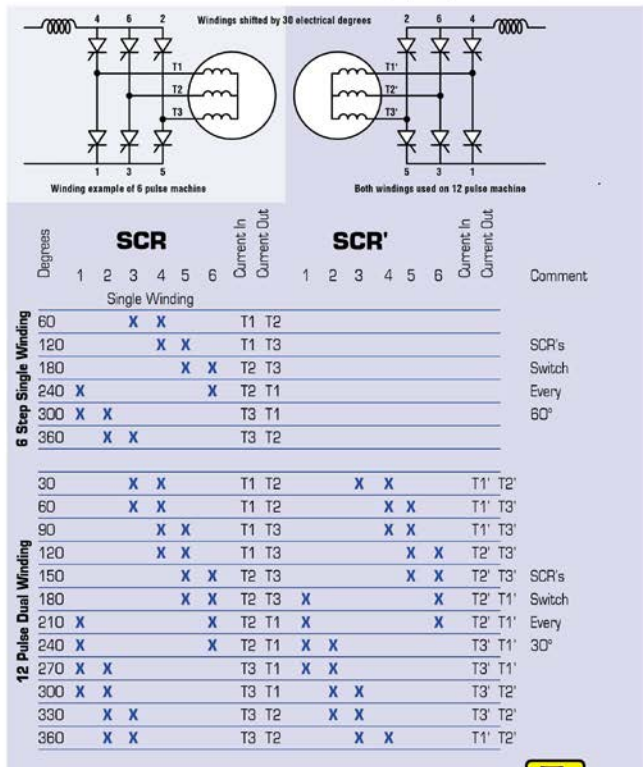 Windings shifted by 30 electrical degrees
4 6 2
2 6 4
T1
T2
T3
T1'
T2'
T3'
1 3 5
5 3 1
Winding example of 6 pulse machine
Both windings used on 12 pulse machine
Degrees SCR Current In Current Out SCR' Current In Current Out
1 2 3 4 5 6 1 2 3 4 5 6 Comment
Single Winding
6 Step Single Winding
60 X X T1 T2
120 X X T1 T3 SCR's
180 X X T2 T3 Switch
240 X X T2 T1 Every
300 X X T3 T1 60°
360 X X T3 T2
12 Pulse Dual Winding
30 X X T1 T2 X X T1' T2'
60 X X T1 T2 X X T1' T3'
90 X X T1 T3 X X T1' T3'
120 X X T1 T3 X X T2' T3'
150 X X T2 T3 X X T2' T3' SCR's
180 X X T2 T3 X X T2' T1' Switch
210 X X T2 T1 X X T2' T1' Every
240 X X T2 T1 X X T3' T1' 30°
270 X X T3 T1 X X T3' T1'
300 X X T3 T1 X X T3' T2'
330 X X T3 T2 X X T3' T2'
360 X X T3 T2 X X T1' T2'